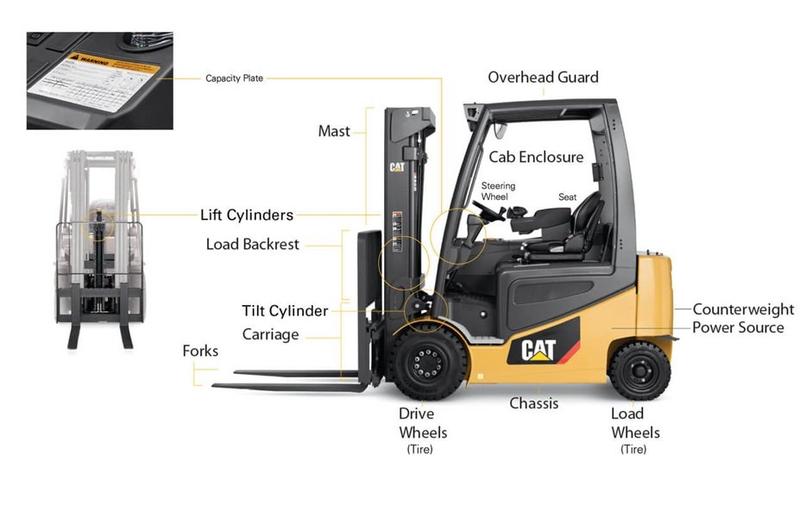 WARNING
Capacity Plate
Overhead Guard
Mast
CAT
Cab Enclosure
Steering
Wheel
Seat
Lift Cylinders
Load Backrest
Tilt Cylinder
Carriage
Forks
Counterweight
Power Source
CAT
Chassis
Drive
Wheels
(Tire)
Load
Wheels
(Tire)